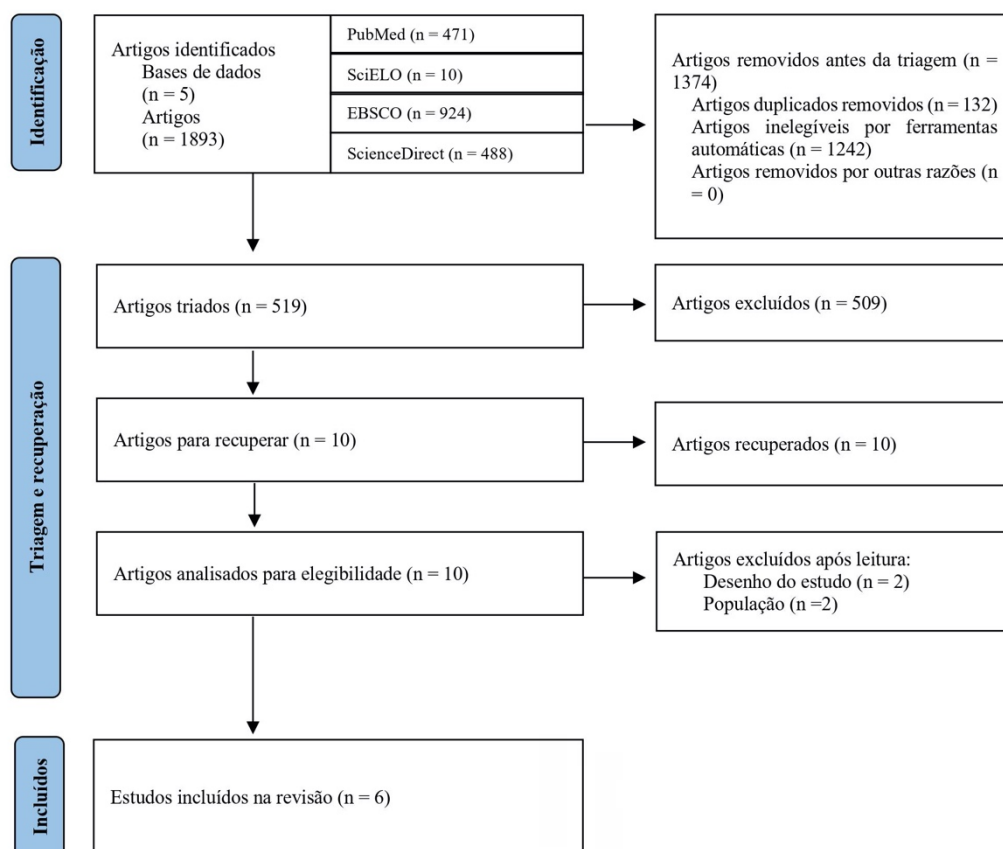 Identificação
Artigos identificados
Bases de dados
(n = 5)
Artigos
(n = 1893)
PubMed (n = 471)
SciELO (n = 10)
EBSCO (n = 924)
ScienceDirect (n = 488)
Artigos removidos antes da triagem (n =
1374)
Artigos duplicados removidos (n = 132)
Artigos inelegíveis por ferramentas
automáticas (n = 1242)
Artigos removidos por outras razões (n
= 0)
Triagem e recuperação
Artigos triados (n = 519)
Artigos excluídos (n = 509)
Artigos para recuperar (n = 10)
Artigos recuperados (n = 10)
Artigos analisados para elegibilidade (n = 10)
Artigos excluídos após leitura:
Desenho do estudo (n = 2)
População (n =2)
Incluídos
Estudos incluídos na revisão (n = 6)